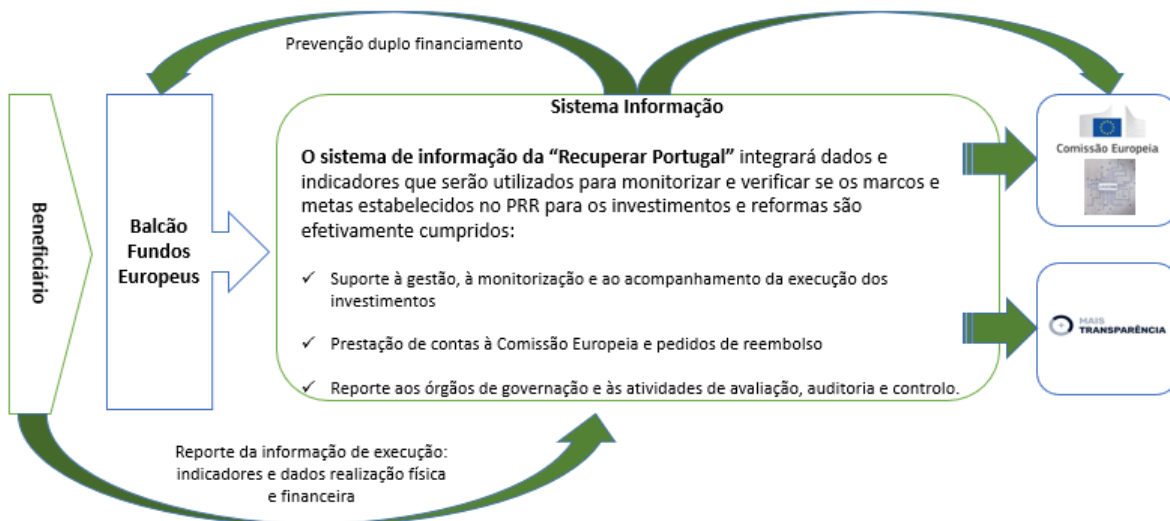 Prevenção duplo financiamento
Beneficiário
Balcão
Fundos
Europeus
Sistema Informação
O sistema de informação da “Recuperar Portugal” integrará dados e
indicadores que serão utilizados para monitorizar e verificar se os marcos e
metas estabelecidos no PRR para os investimentos e reformas são
efetivamente cumpridos:
✓ Suporte à gestão, à monitorização e ao acompanhamento da execução dos
investimentos
✓ Prestação de contas à Comissão Europeia e pedidos de reembolso
✓ Reporte aos órgãos de governação e às atividades de avaliação, auditoria e controlo.
Comissão Europeia
MAIS
TRANSPARÊNCIA
Reporte da informação de execução:
indicadores e dados realização física
e financeira